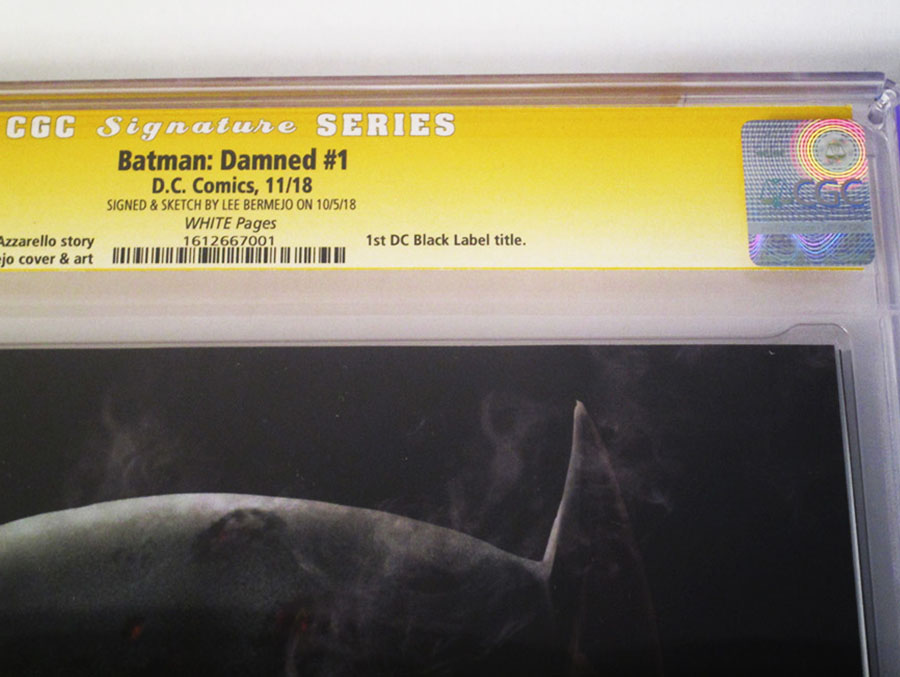 CGC Signature SERIES
Batman: Damned #1
D.C. Comics, 11/18
SIGNED & SKETCH BY LEE BERMEJO ON 10/5/18
WHITE Pages
Azzarello story
1612667001
1st DC Black Label title.
ejo cover & art
CGC